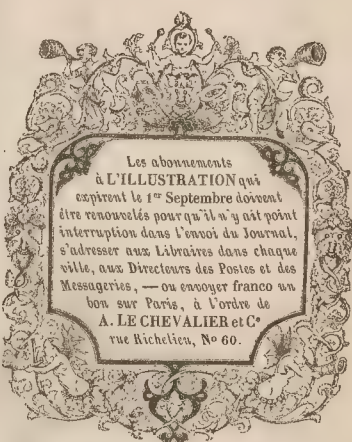 Les abonnements
à L'ILLUSTRATION qui
expirent le 1er Septembre doivent
être renouvelés pour qu'il n'y ait point
interruption dans l'envoi du Journal,
s'adresser aux Libraires dans chaque
ville, aux Directeurs des Postes et des
Messageries, — ou envoyer franco un
bon sur Paris, à l'ordre de
A. LE CHEVALIER et Ce
rue Richelieu, No 60.